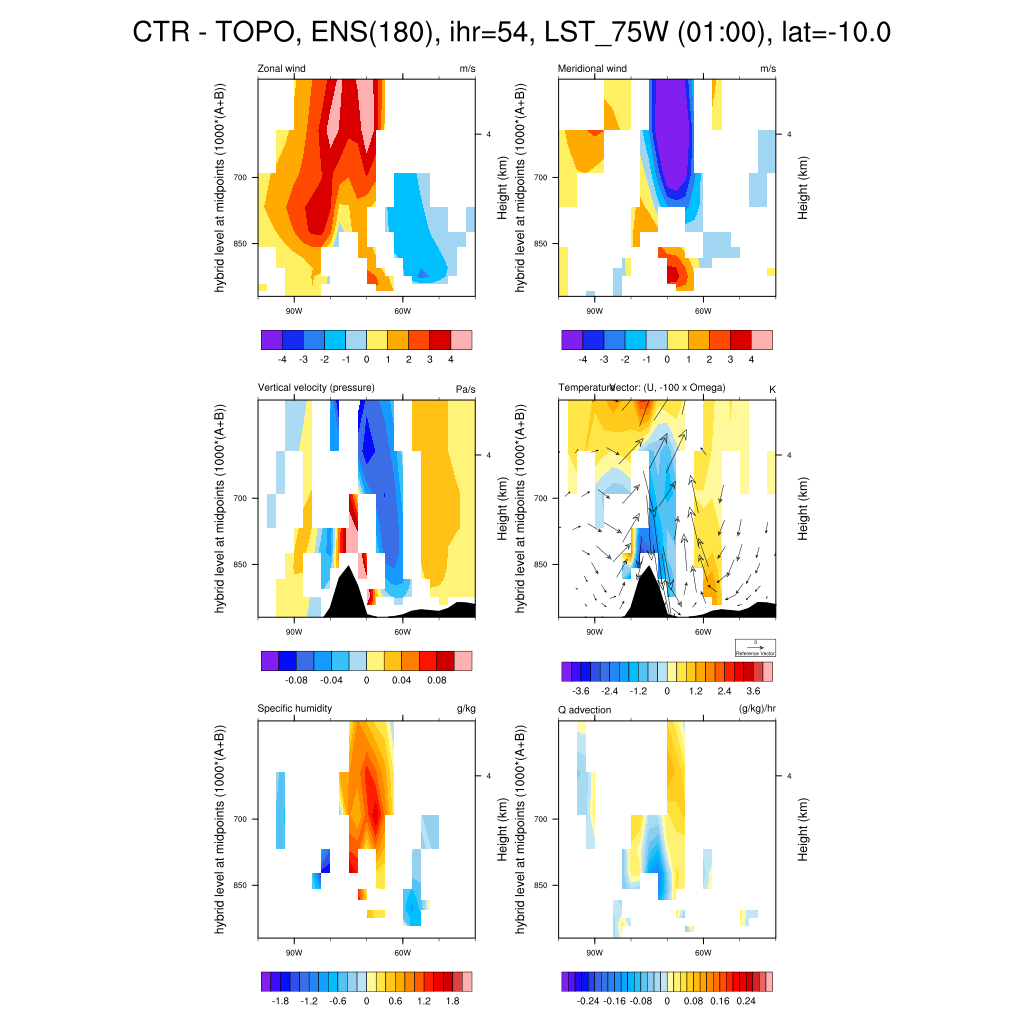 CTR - TOPO, ENS(180), ihr=54, LST_75W (01:00), lat=-10.0
Zonal wind m/s
hybrid level at midpoints (1000*(A+B))
700
850
4
Height (km)
90W 60W
-4 -3 -2 -1 0 1 2 3 4
Meridional wind m/s
hybrid level at midpoints (1000*(A+B))
700
850
4
Height (km)
90W 60W
-4 -3 -2 -1 0 1 2 3 4
Vertical velocity (pressure) Pa/s
hybrid level at midpoints (1000*(A+B))
700
850
4
Height (km)
90W 60W
-0.08 -0.04 0 0.04 0.08
Temperature Vector: (U, -100 x Omega) K
hybrid level at midpoints (1000*(A+B))
700
850
4
Height (km)
90W 60W
3
Reference Vector
-3.6 -2.4 -1.2 0 1.2 2.4 3.6
Specific humidity g/kg
hybrid level at midpoints (1000*(A+B))
700
850
4
Height (km)
90W 60W
-1.8 -1.2 -0.6 0 0.6 1.2 1.8
Q advection (g/kg)/hr
hybrid level at midpoints (1000*(A+B))
700
850
4
Height (km)
90W 60W
-0.24 -0.16 -0.08 0 0.08 0.16 0.24